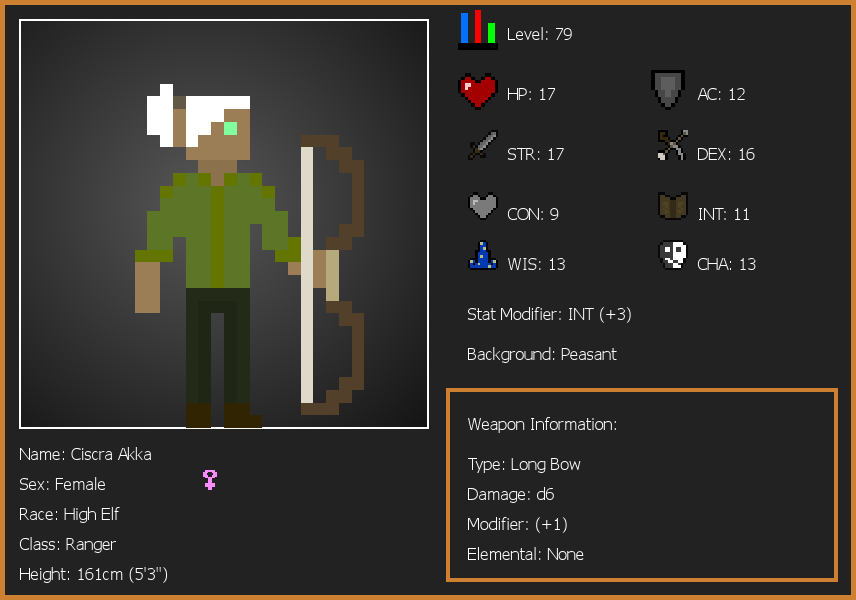 Level: 79
HP: 17
AC: 12
STR: 17
DEX: 16
CON: 9
INT: 11
WIS: 13
CHA: 13
Stat Modifier: INT (+3)
Background: Peasant
Weapon Information:
Type: Long Bow
Damage: d6
Modifier: (+1)
Elemental: None
Name: Ciscra Akka
Sex: Female
Race: High Elf
Class: Ranger
Height: 161cm (5'3")